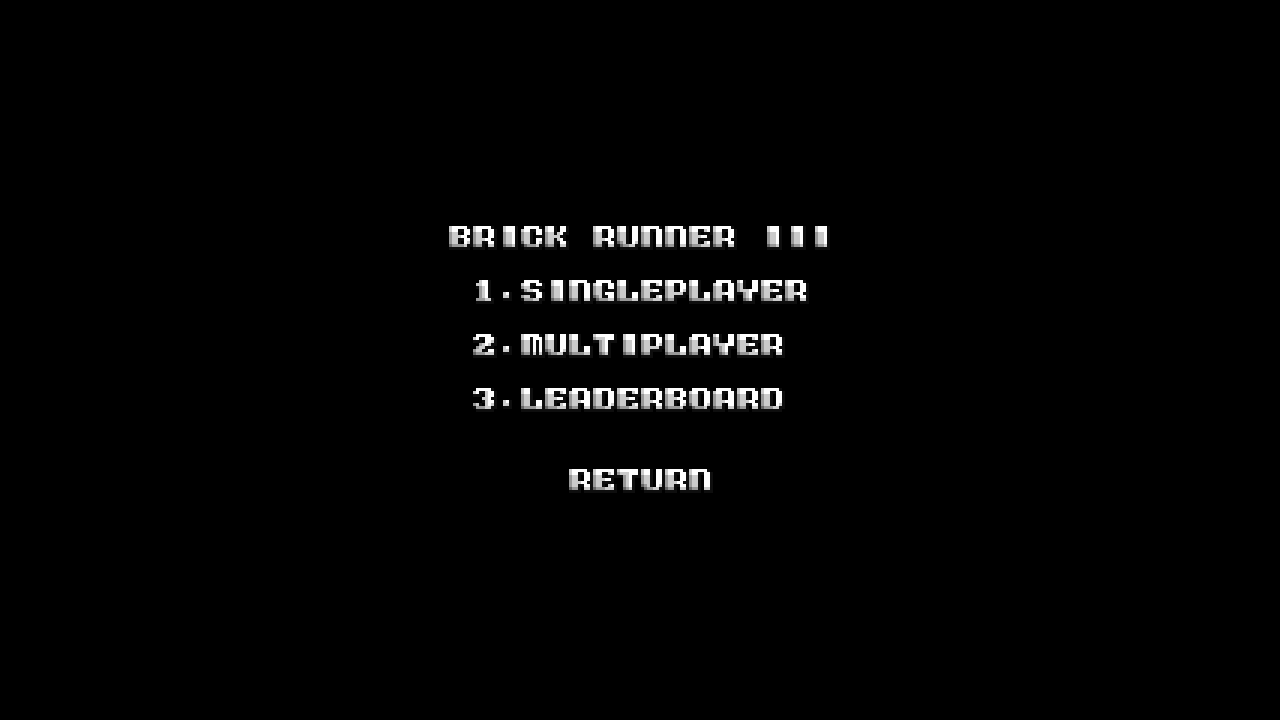 BRICK RUNNER III
1.SINGLEPLAYER
2.MULTIPLAYER
3.LEADERBOARD
RETURN